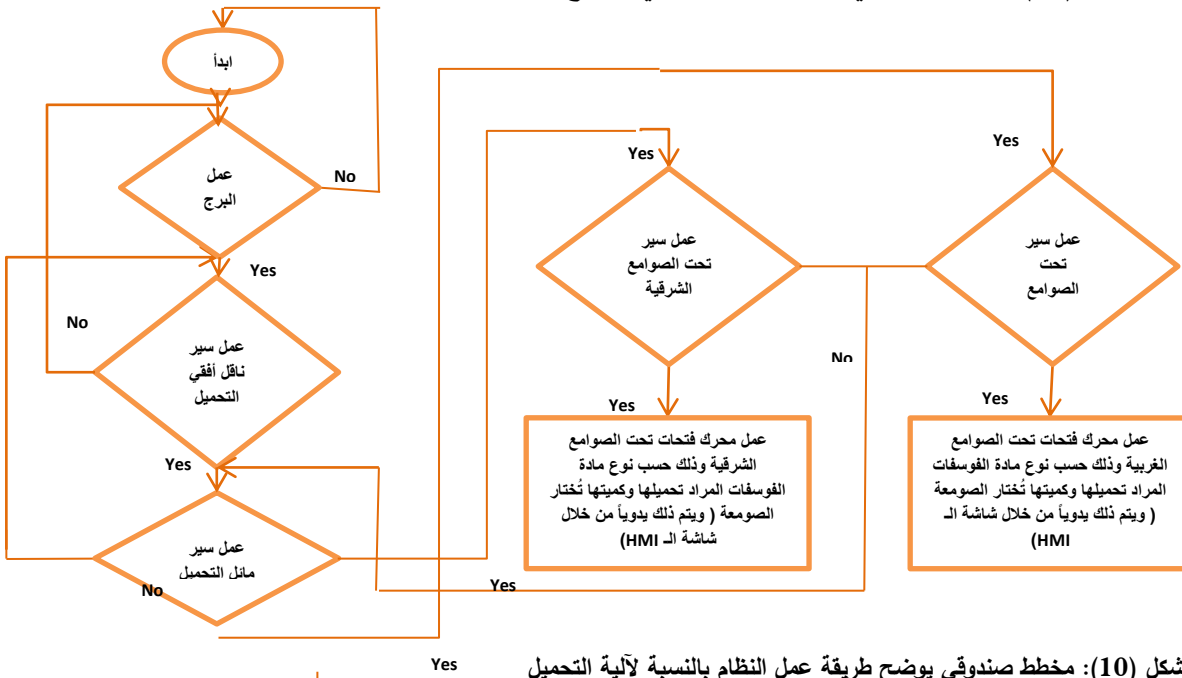 ابدأ
عمل
البرج
No
Yes
No
عمل سير
ناقل أفقي
التحميل
Yes
عمل سير
مائل التحميل
No
Yes
Yes
Yes
عمل سير
تحت الصوامع
الشرقية
No
Yes
عمل محرك فتحات تحت الصوامع
الشرقية وذلك حسب نوع مادة
الفوسفات المراد تحميلها وكميتها تُختار
الصومعة ( ويتم ذلك يدوياً من خلال
شاشة الـ HMI)
Yes
عمل سير
تحت
الصوامع
Yes
عمل محرك فتحات تحت الصوامع
الغربية وذلك حسب نوع مادة الفوسفات
المراد تحميلها وكميتها تُختار الصومعة
( ويتم ذلك يدوياً من خلال شاشة الـ
HMI)
شكل (10): مخطط صندوقي يوضح طريقة عمل النظام بالنسبة لآلية التحميل